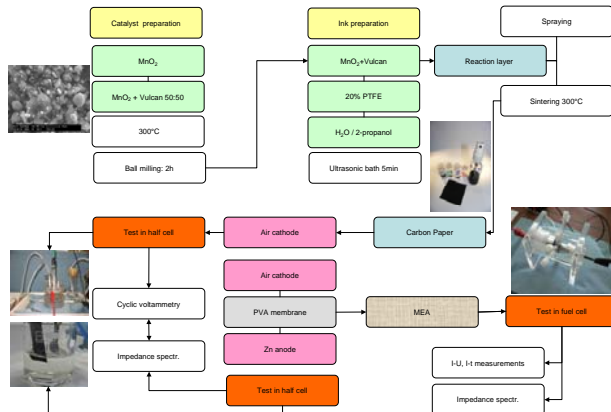 Catalyst preparation
MnO2
MnO2 + Vulcan 50:50
300°C
Ball milling: 2h
Ink preparation
MnO2+Vulcan
20% PTFE
H2O / 2-propanol
Ultrasonic bath 5min
Reaction layer
Spraying
Sintering 300°C
Test in half cell
Air cathode
Carbon Paper
Cyclic voltammetry
Impedance spectr.
Air cathode
PVA membrane
Zn anode
MEA
Test in fuel cell
I-U, I-t measurements
Impedance spectr.
Test in half cell